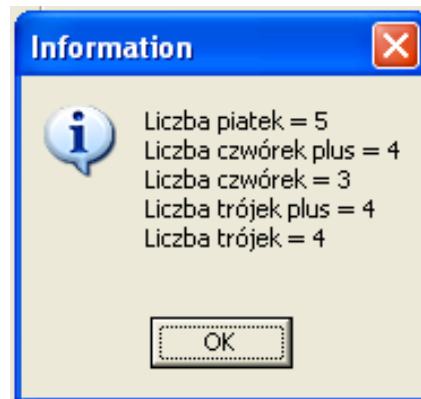 Information
Liczba piatek = 5
Liczba czwórek plus = 4
Liczba czwórek = 3
Liczba trójek plus = 4
Liczba trójek = 4
OK